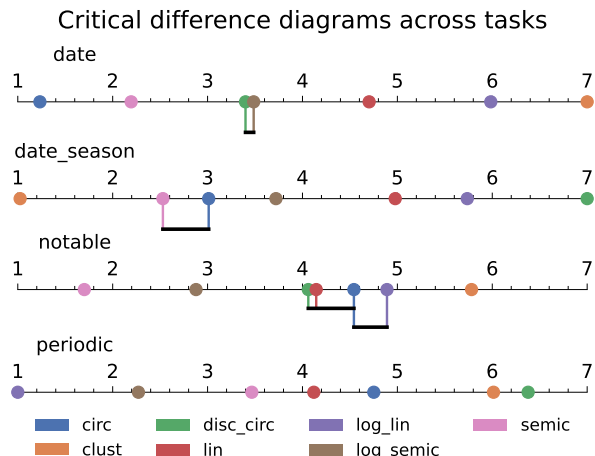 Critical difference diagrams across tasks
date
1 2 3 4 5 6 7
date_season
1 2 3 4 5 6 7
notable
1 2 3 4 5 6 7
periodic
1 2 3 4 5 6 7
circ disc_circ log_lin semic
clust lin log_semic